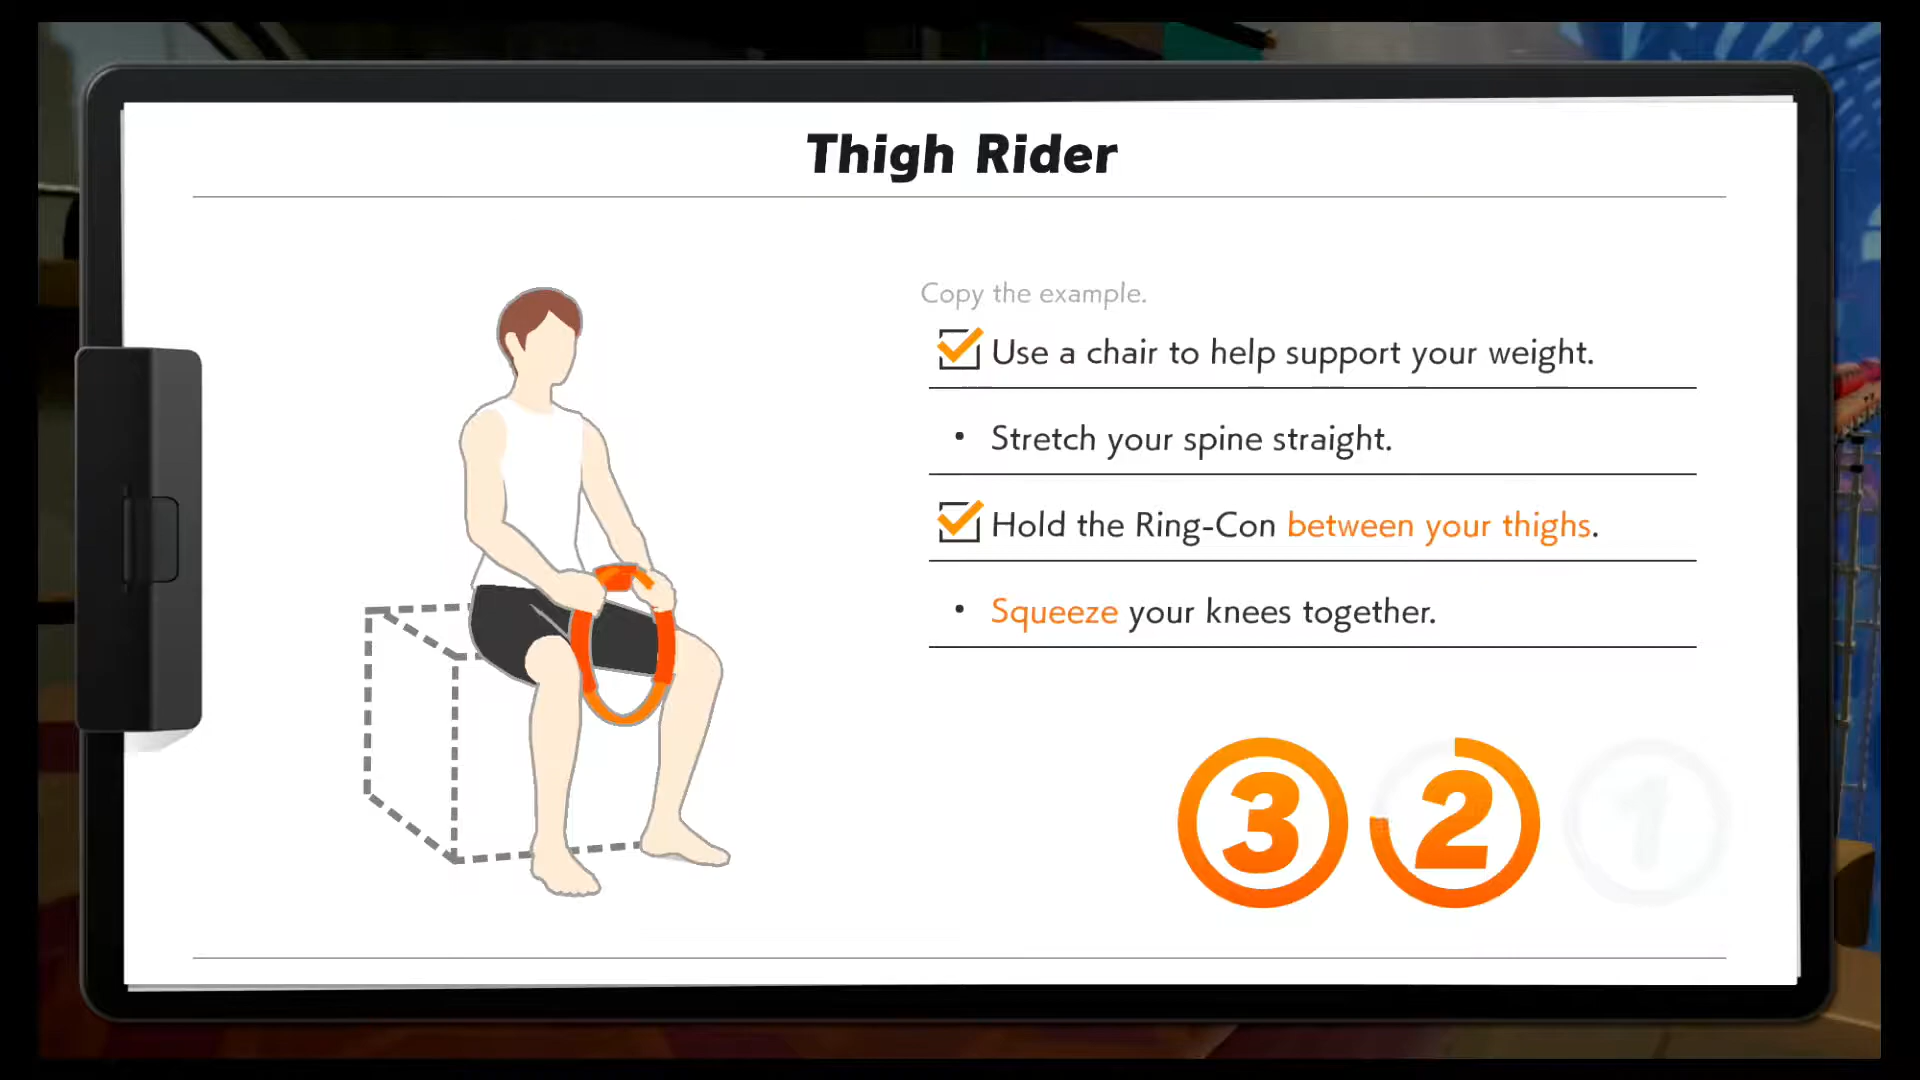 Thigh Rider
Copy the example.
Use a chair to help support your weight.
• Stretch your spine straight.
Hold the Ring-Con between your thighs.
• Squeeze your knees together.
3 2 1